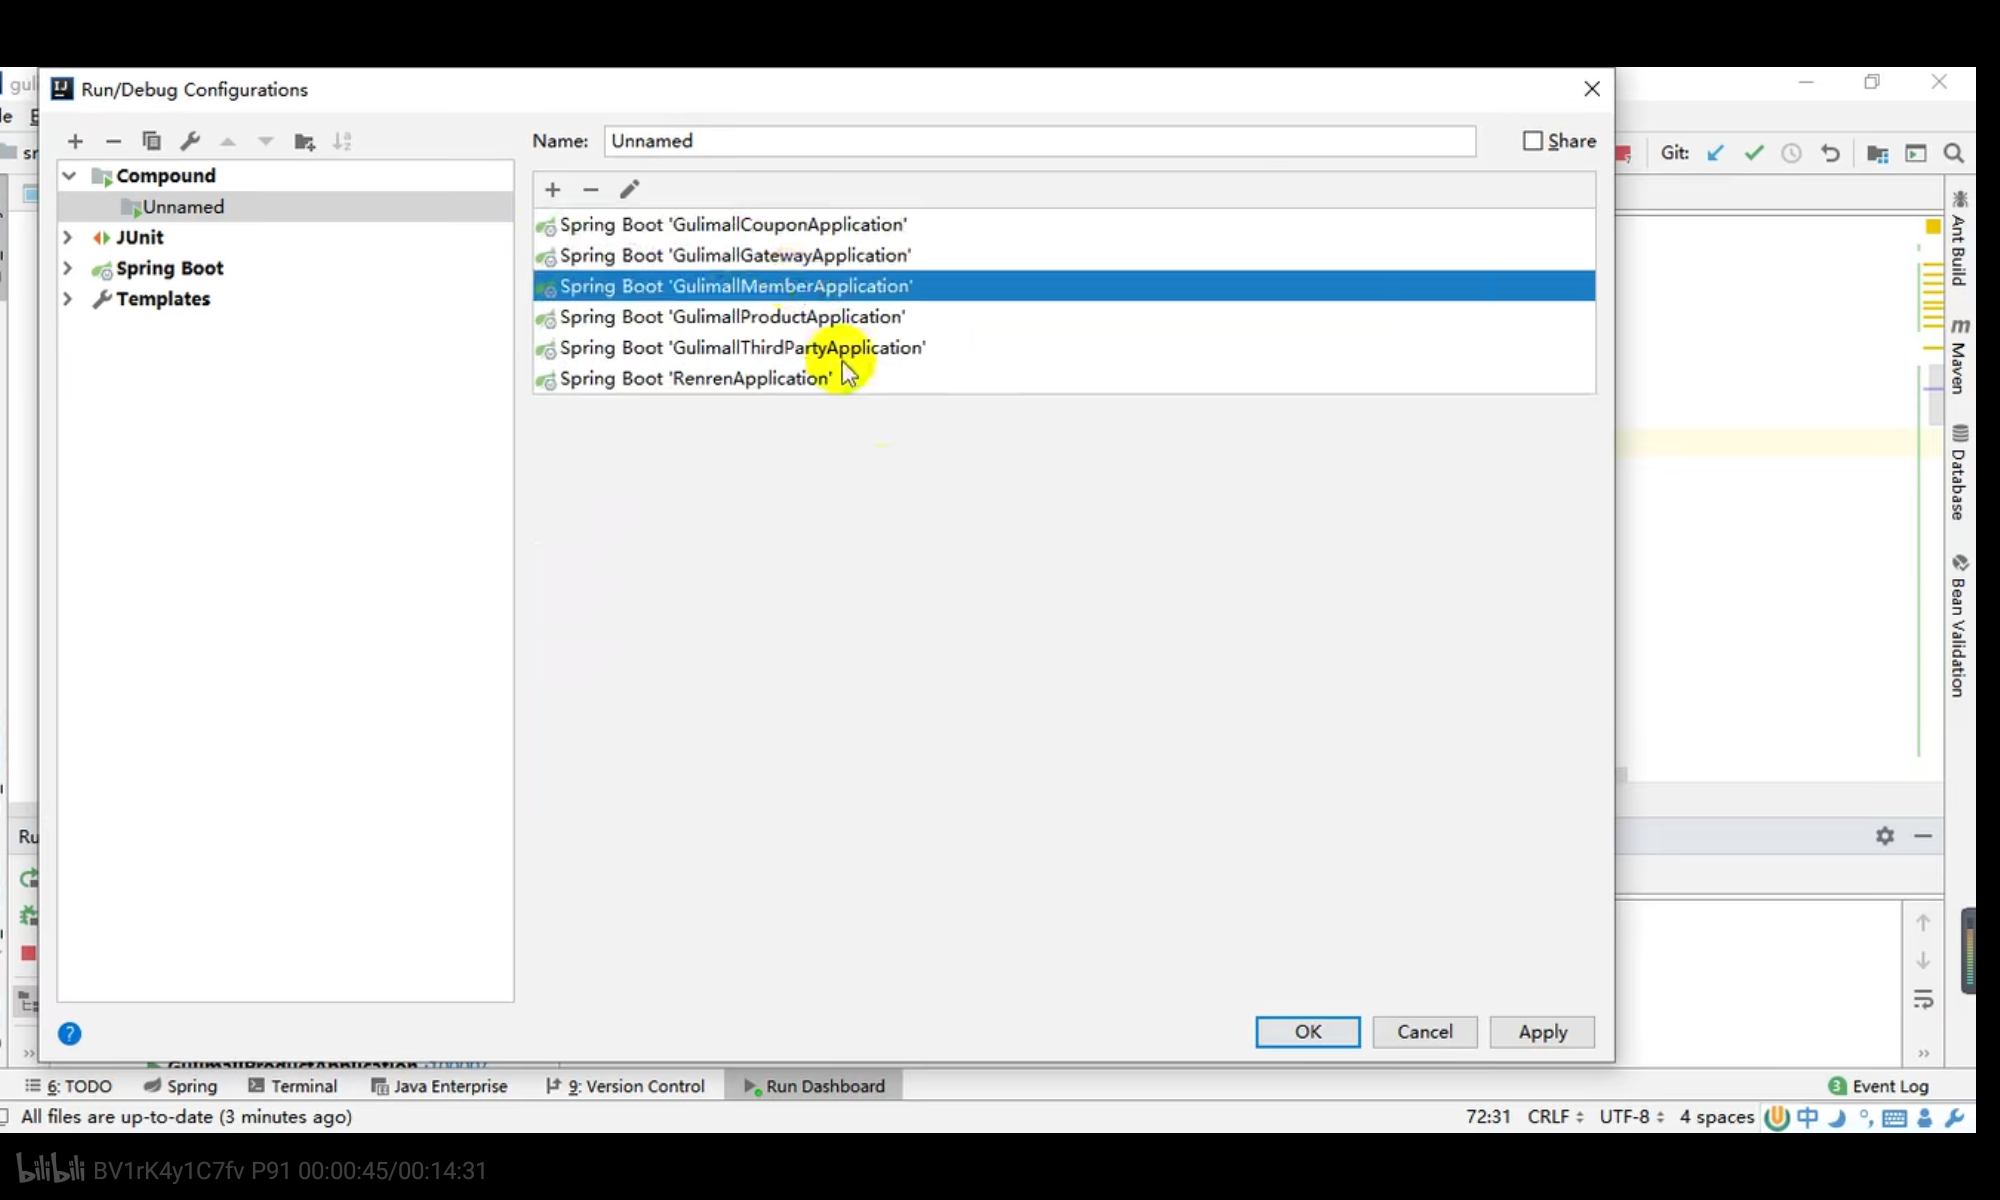 Run/Debug Configurations
Name: Unnamed
Share
Git:
Compound
Unnamed
JUnit
Spring Boot
Templates
Spring Boot 'GulimallCouponApplication'
Spring Boot 'GulimallGatewayApplication'
Spring Boot 'GulimallMemberApplication'
Spring Boot 'GulimallProductApplication'
Spring Boot 'GulimallThirdPartyApplication'
Spring Boot 'RenrenApplication'
Ant Build
Maven
Database
Bean Validation
Ru
OK
Cancel
Apply
6: TODO
Spring
Terminal
Java Enterprise
9: Version Control
Run Dashboard
3 Event Log
All files are up-to-date (3 minutes ago)
72:31
CRLF
UTF-8
4 spaces
中
bilibili BV1rK4y1C7fv P91 00:00:45/00:14:31